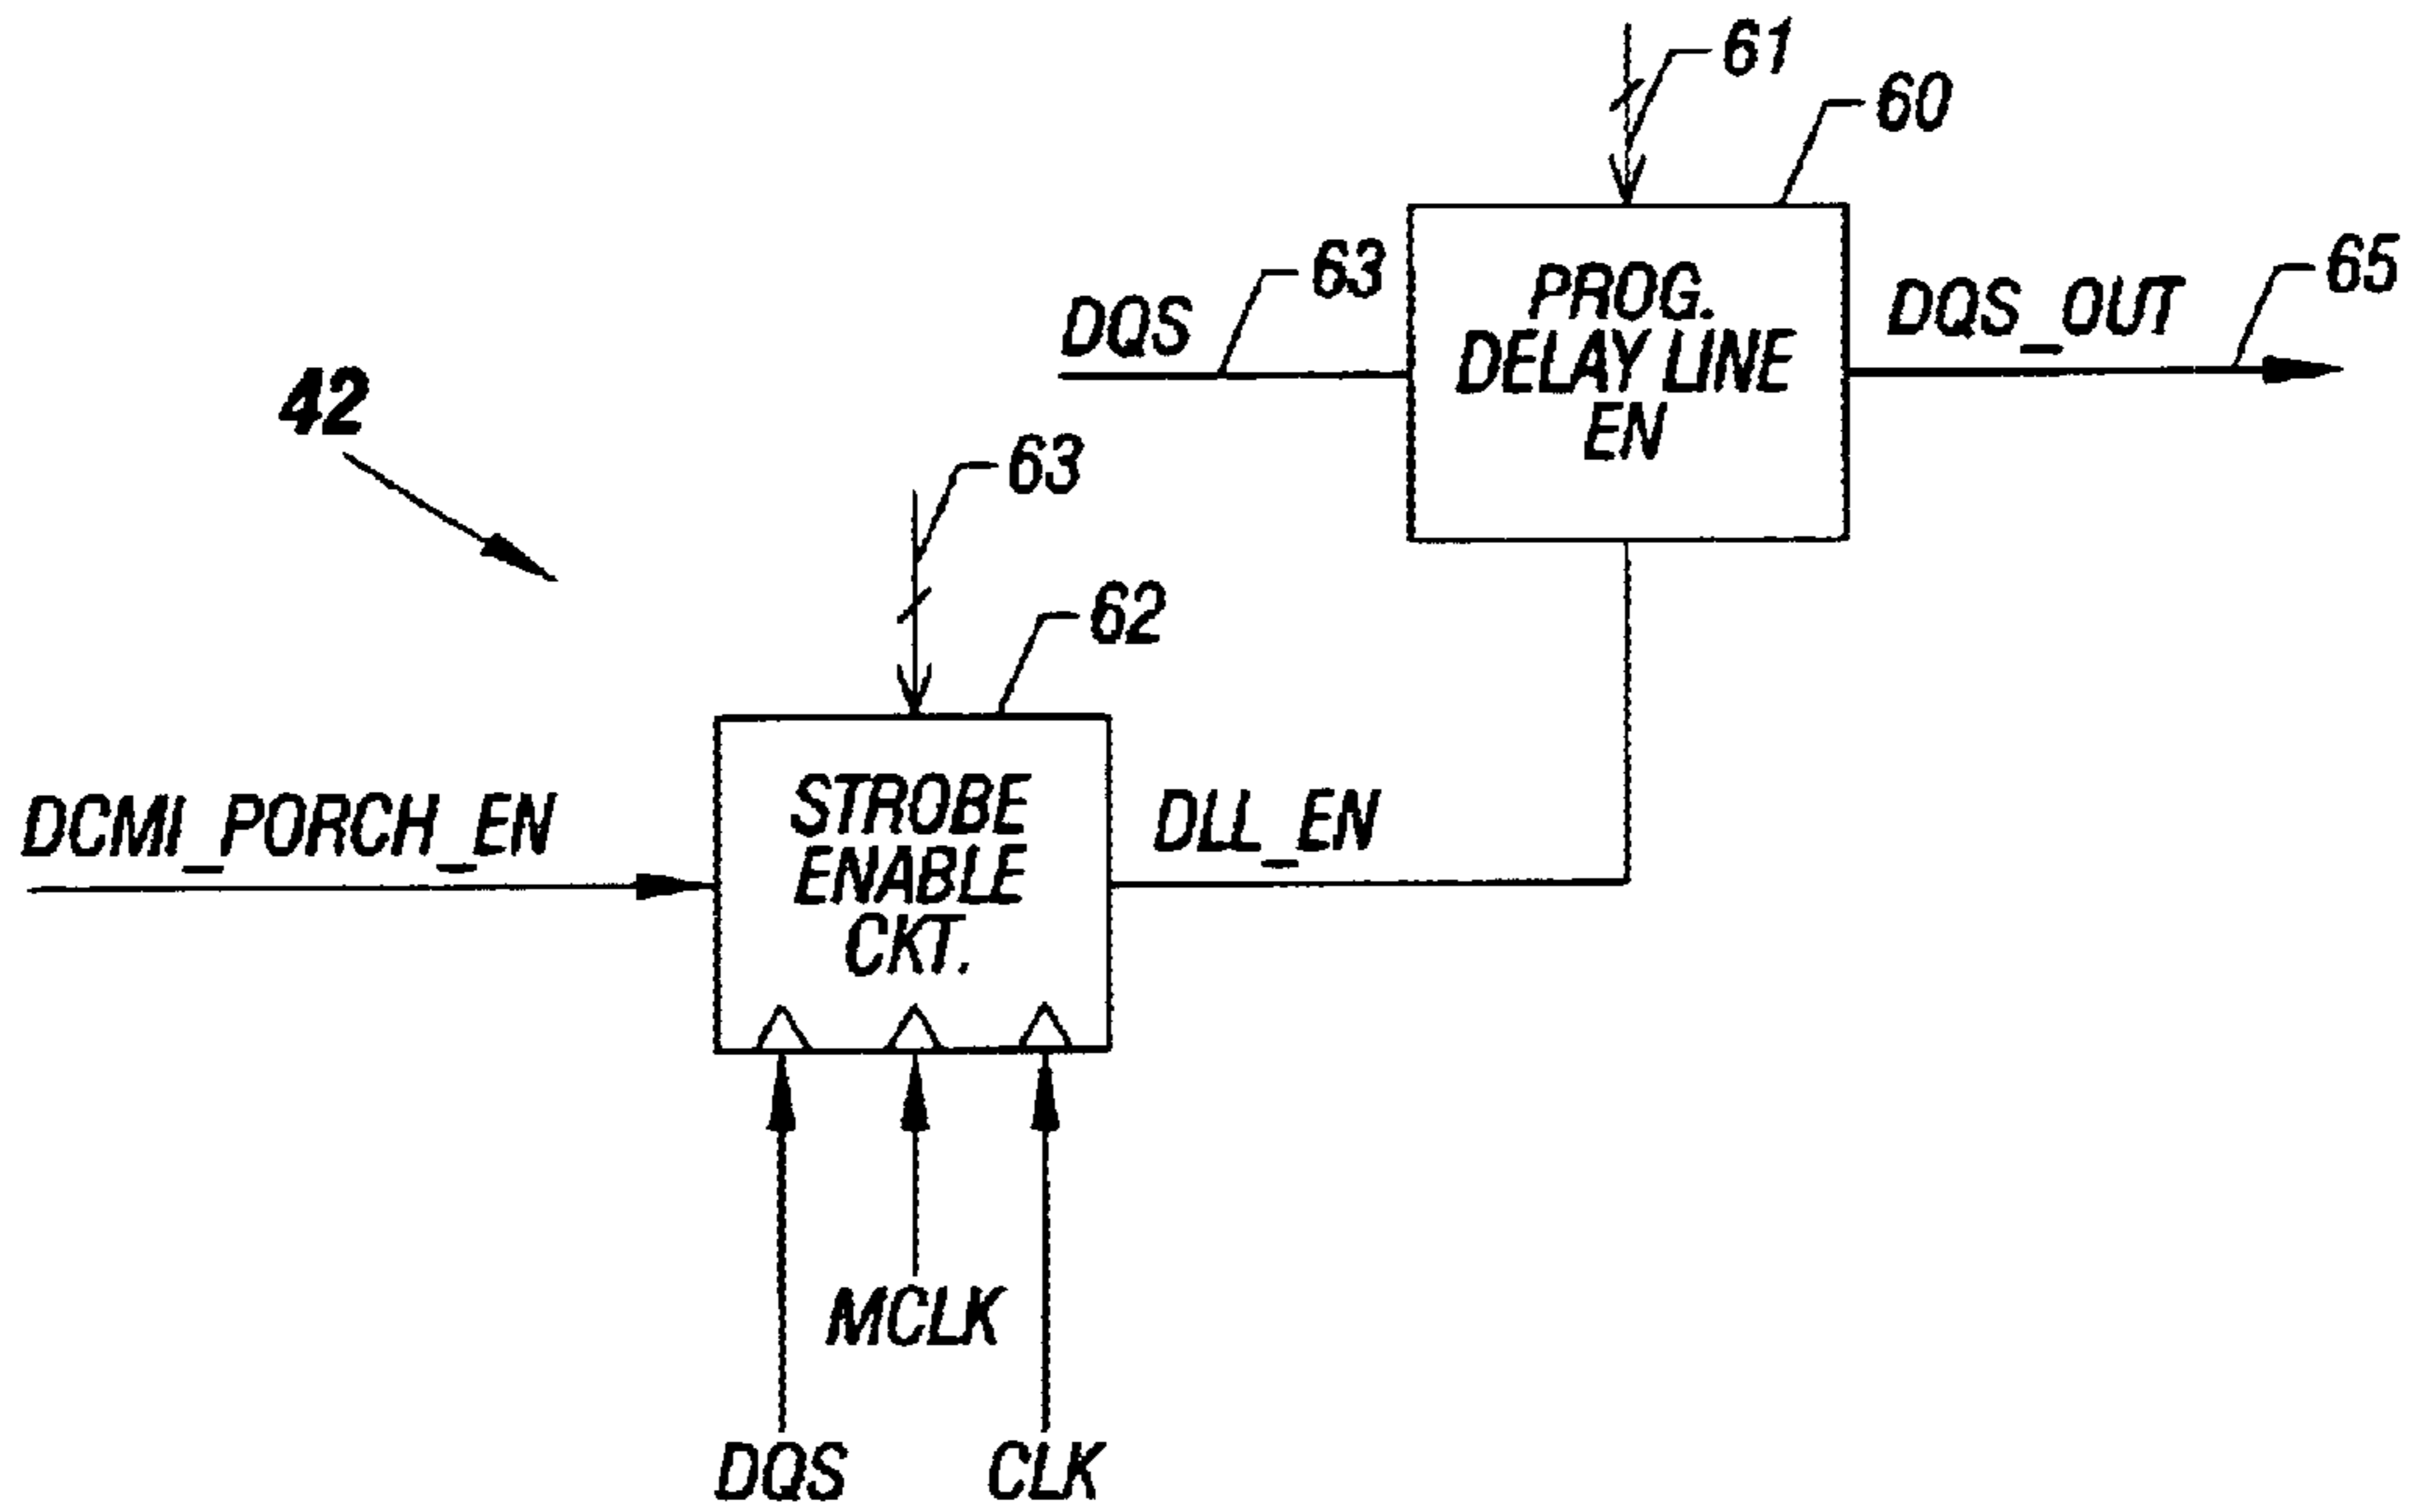 61
60
63
PROG.
DELAY LINE
EN
DQS
DQS_OUT
65
42
63
62
DCMI_PORCH_EN
STROBE
ENABLE
CKT.
DLL_EN
MCLK
DQS
CLK